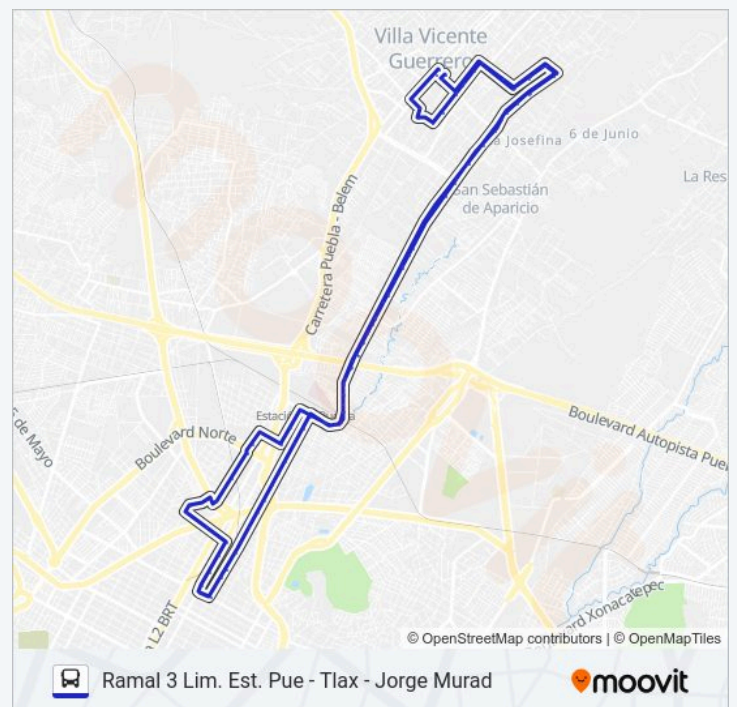 Villa Vicente
Guerrero
Josefina
6 de Junio
La Res
San Sebastián
de Aparicio
Carretera Puebla - Belem
5 de Mayo
Boulevard Norte
Boulevard Autopista Pue
L2 BRT
Xonacatepec
© OpenStreetMap contributors | © OpenMapTiles
Ramal 3 Lim. Est. Pue - Tlax - Jorge Murad
moovit